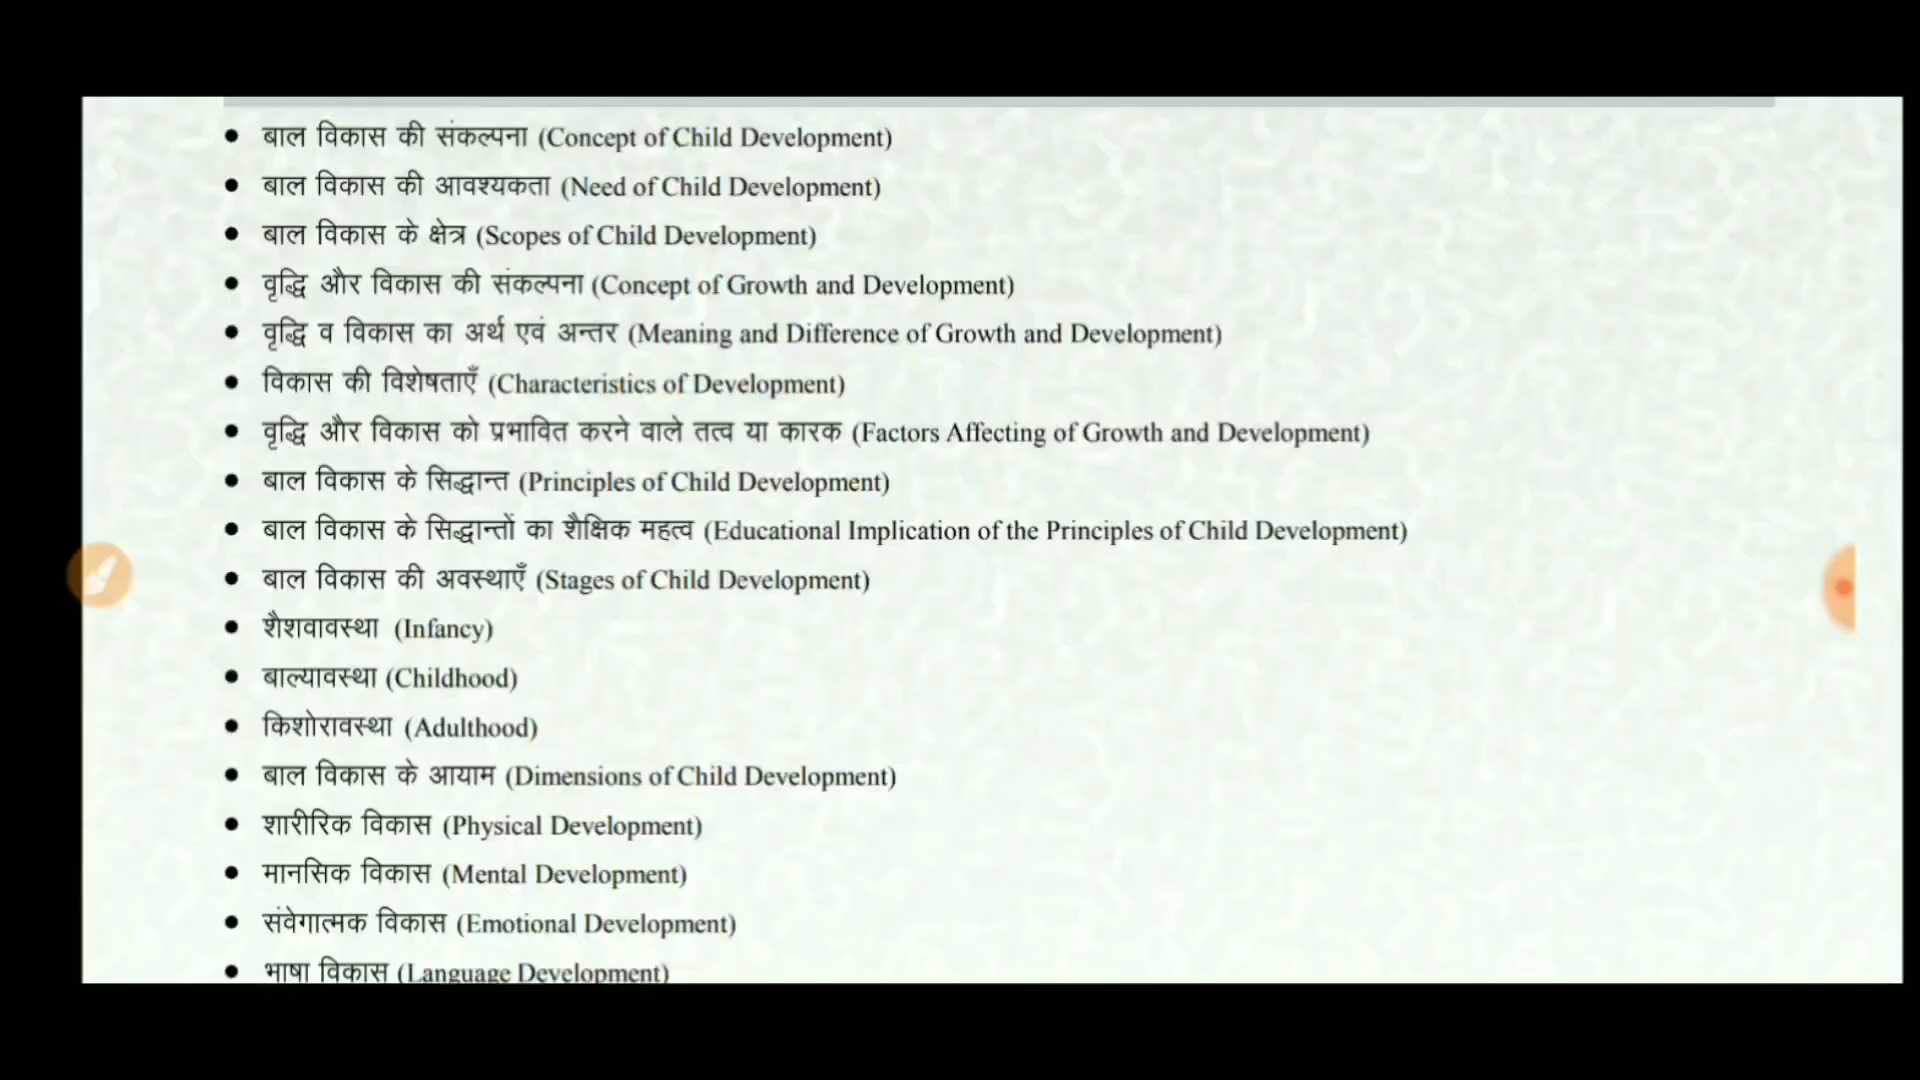 • बाल विकास की संकल्पना (Concept of Child Development)
• बाल विकास की आवश्यकता (Need of Child Development)
• बाल विकास के क्षेत्र (Scopes of Child Development)
• वृद्धि और विकास की संकल्पना (Concept of Growth and Development)
• वृद्धि व विकास का अर्थ एवं अन्तर (Meaning and Difference of Growth and Development)
• विकास की विशेषताएँ (Characteristics of Development)
• वृद्धि और विकास को प्रभावित करने वाले तत्व या कारक (Factors Affecting of Growth and Development)
• बाल विकास के सिद्धान्त (Principles of Child Development)
• बाल विकास के सिद्धान्तों का शैक्षिक महत्व (Educational Implication of the Principles of Child Development)
• बाल विकास की अवस्थाएँ (Stages of Child Development)
• शैशवावस्था (Infancy)
• बाल्यावस्था (Childhood)
• किशोरावस्था (Adulthood)
• बाल विकास के आयाम (Dimensions of Child Development)
• शारीरिक विकास (Physical Development)
• मानसिक विकास (Mental Development)
• संवेगात्मक विकास (Emotional Development)
• भाषा विकास (Language Development)